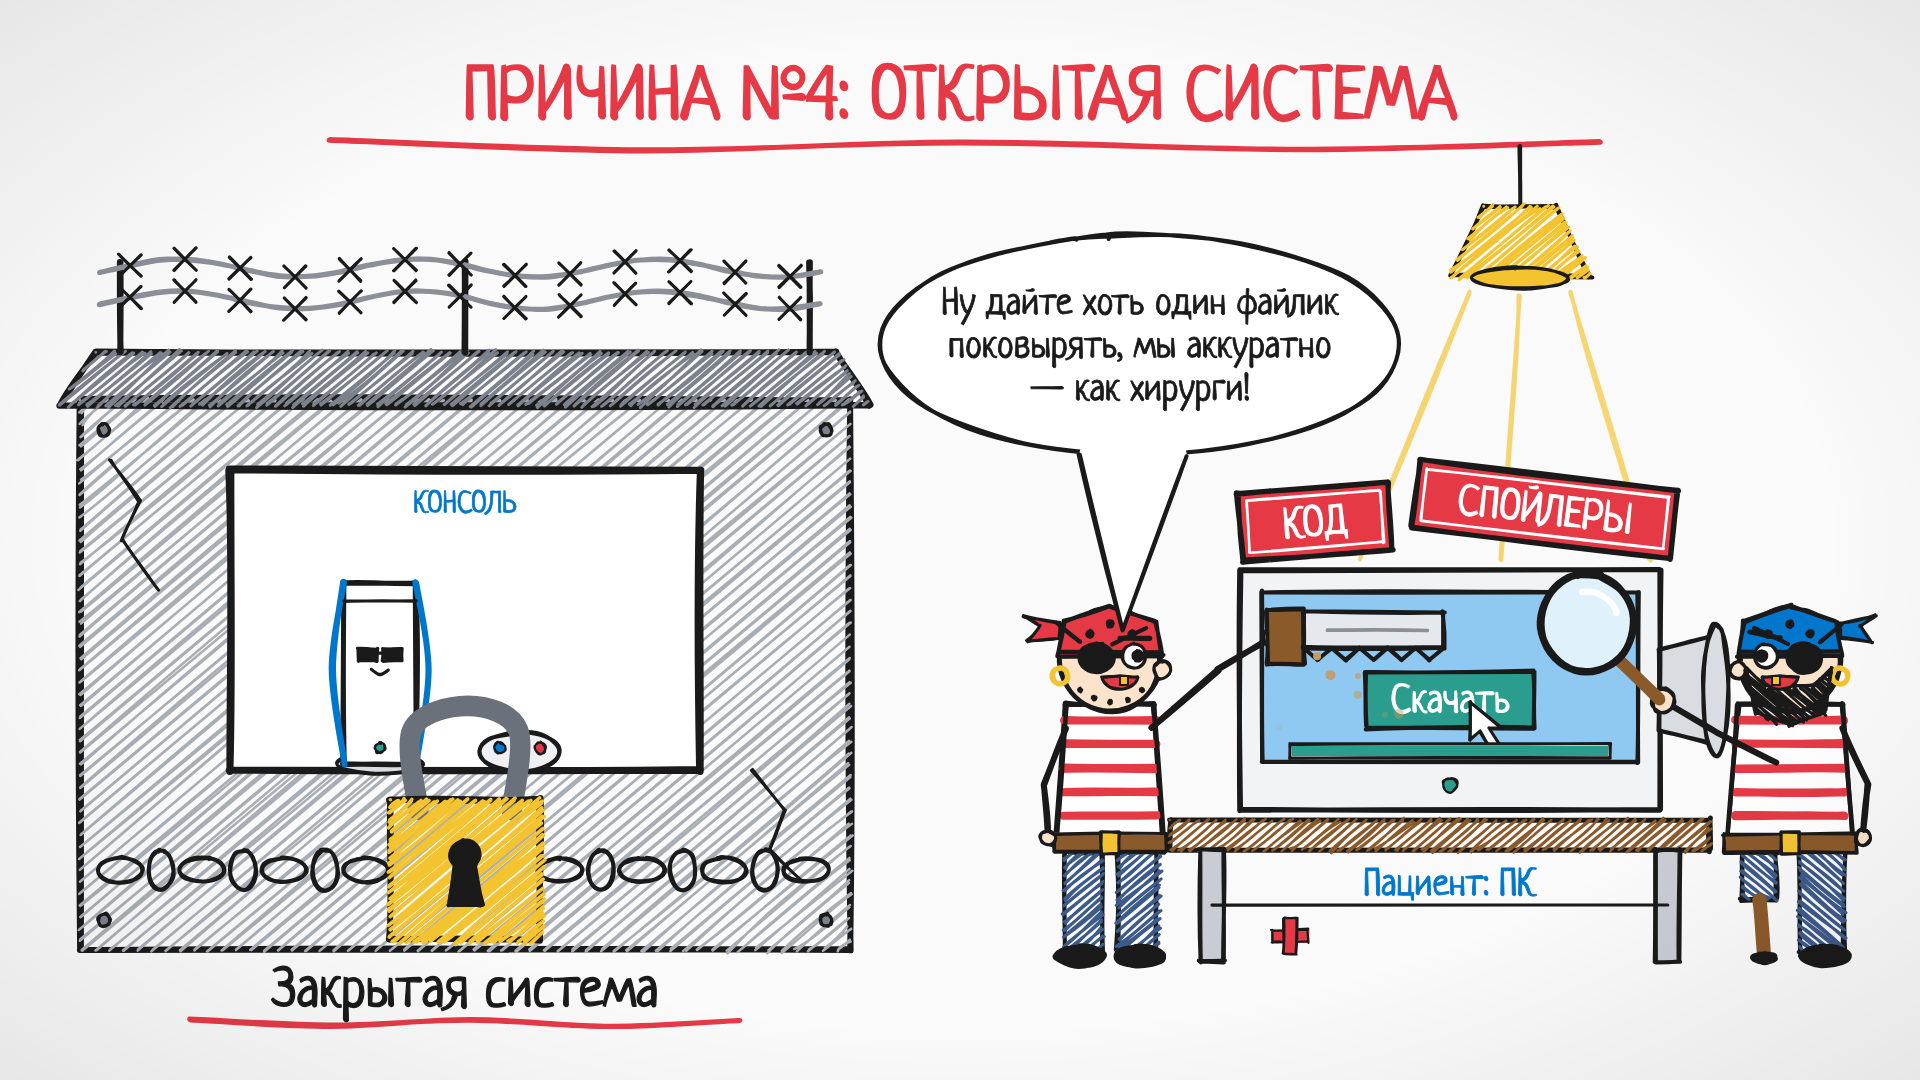 ПРИЧИНА №4: ОТКРЫТАЯ СИСТЕМА
Ну дайте хоть один файлик
поковырять, мы аккуратно
— как хирурги!
КОНСОЛЬ
КОД
СПОЙЛЕРЫ
Скачать
Пациент: ПК
Закрытая система